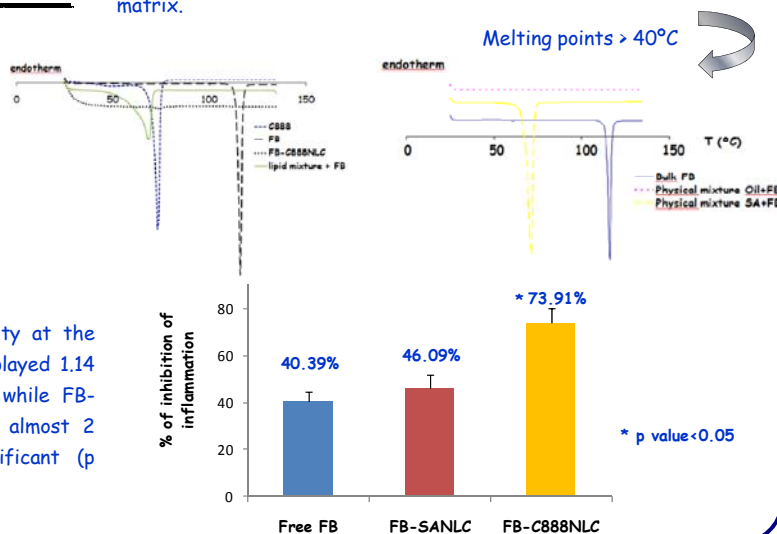 matrix.
Melting points > 40ºC
endotherm
0
50
100
150
C888
FB
FB-C888NLC
lipid mixture + FB
endotherm
0
50
100
150
T (ºC)
Bulk FB
Physical mixture Oil+FB
Physical mixture SA+FB
ty at the
played 1.14
while FB-
almost 2
ificant (p
% of inhibition of
inflammation
80
60
40
20
0
40.39%
46.09%
* 73.91%
* p value<0.05
Free FB
FB-SANLC
FB-C888NLC